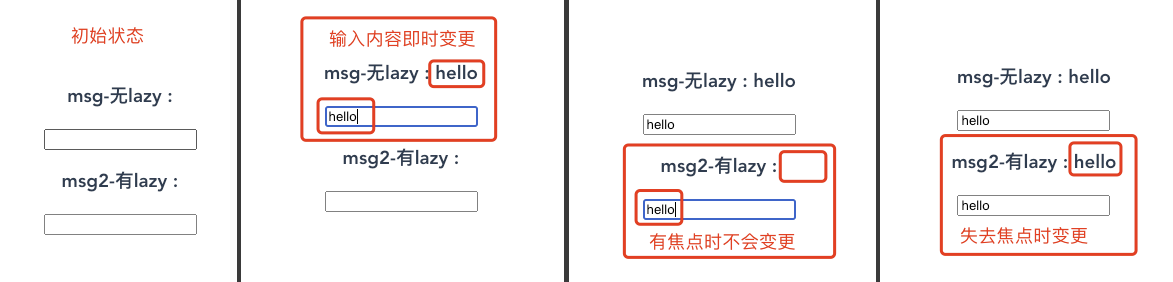 初始状态
msg-无lazy :
msg2-有lazy :
输入内容即时变更
msg-无lazy : hello
hello
msg2-有lazy :
msg-无lazy : hello
hello
msg2-有lazy :
hello
有焦点时不会变更
msg-无lazy : hello
hello
msg2-有lazy : hello
hello
失去焦点时变更